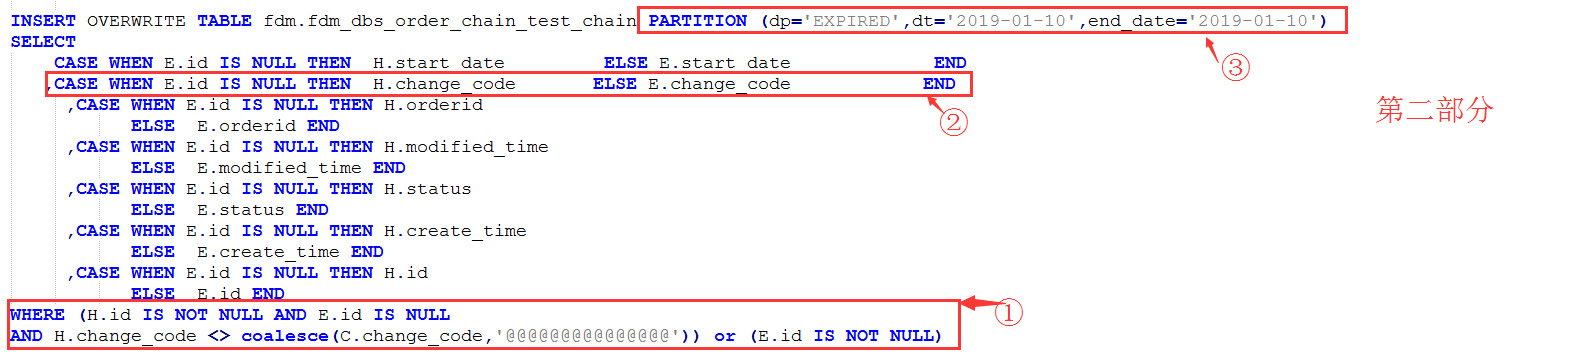 INSERT OVERWRITE TABLE fdm.fdm_dbs_order_chain_test_chain PARTITION (dp='EXPIRED',dt='2019-01-10',end_date='2019-01-10')
SELECT
③
CASE WHEN E.id IS NULL THEN H.start_date ELSE E.start_date END
,CASE WHEN E.id IS NULL THEN H.change_code ELSE E.change_code END
第二部分
,CASE WHEN E.id IS NULL THEN H.orderid
②
ELSE E.orderid END
,CASE WHEN E.id IS NULL THEN H.modified_time
ELSE E.modified_time END
,CASE WHEN E.id IS NULL THEN H.status
ELSE E.status END
,CASE WHEN E.id IS NULL THEN H.create_time
ELSE E.create_time END
,CASE WHEN E.id IS NULL THEN H.id
ELSE E.id END
①
WHERE (H.id IS NOT NULL AND E.id IS NULL
AND H.change_code <> coalesce(C.change_code,'@@@@@@@@@@@@@@@')) or (E.id IS NOT NULL)